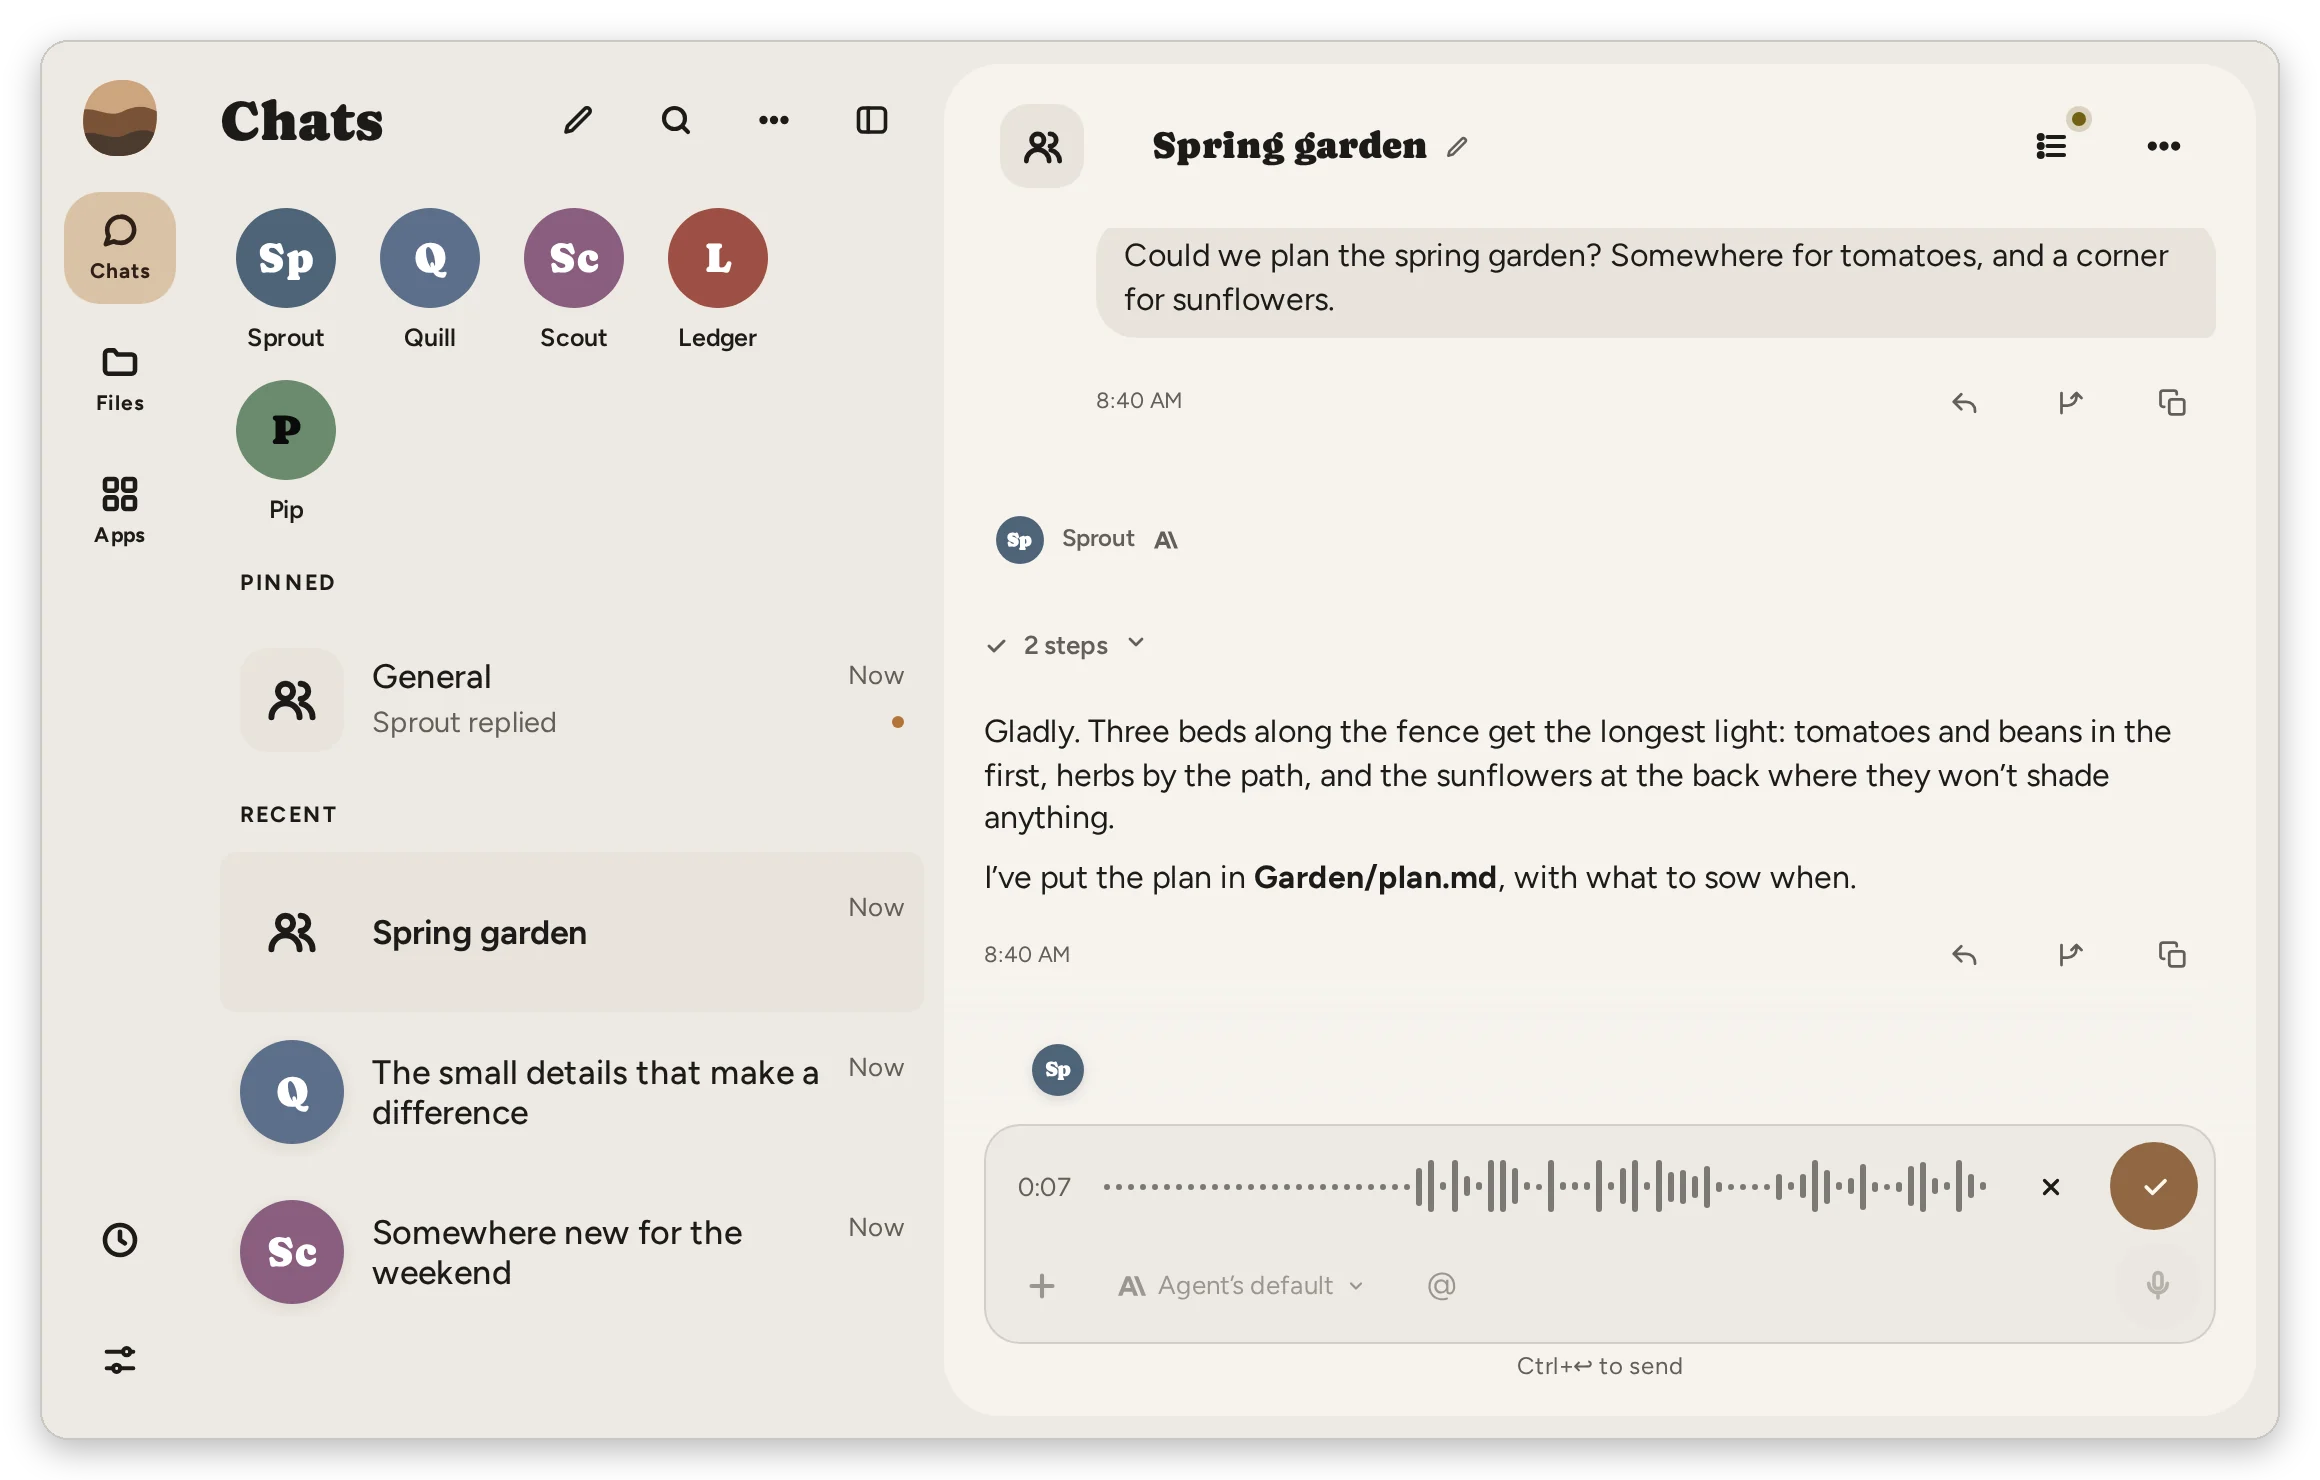 Chats
Chats
Files
Apps
Sp
Sprout
Q
Quill
Sc
Scout
L
Ledger
P
Pip
PINNED
General
Now
Sprout replied
RECENT
Spring garden
Now
Q
The small details that make a
difference
Now
Sc
Somewhere new for the
weekend
Now
Spring garden
Could we plan the spring garden? Somewhere for tomatoes, and a corner
for sunflowers.
8:40 AM
Sp
Sprout
2 steps
Gladly. Three beds along the fence get the longest light: tomatoes and beans in the
first, herbs by the path, and the sunflowers at the back where they won’t shade
anything.
I’ve put the plan in Garden/plan.md, with what to sow when.
8:40 AM
Sp
0:07
Agent’s default
@
Ctrl+↩ to send